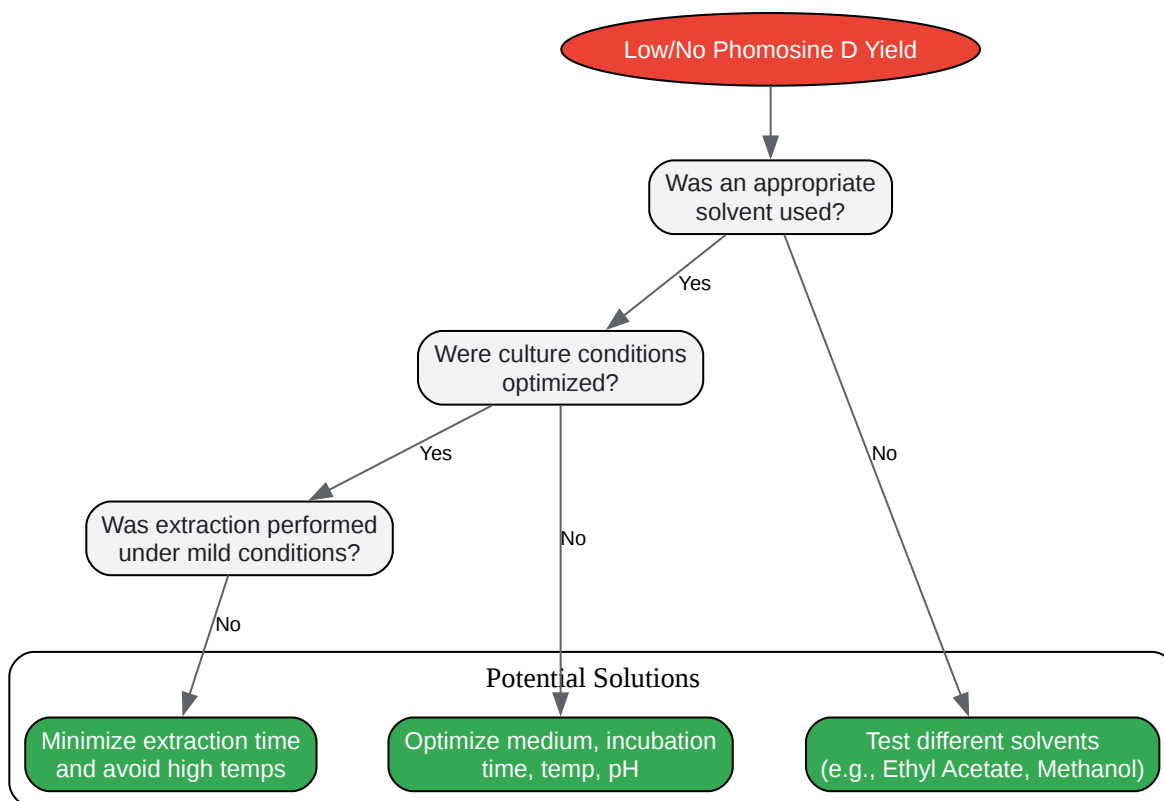 Low/No Phomosine D Yield
Was an appropriate
solvent used?
Yes
Were culture conditions
optimized?
Yes
No
Was extraction performed
under mild conditions?
No
No
Potential Solutions
Minimize extraction time
and avoid high temps
Optimize medium, incubation
time, temp, pH
Test different solvents
(e.g., Ethyl Acetate, Methanol)